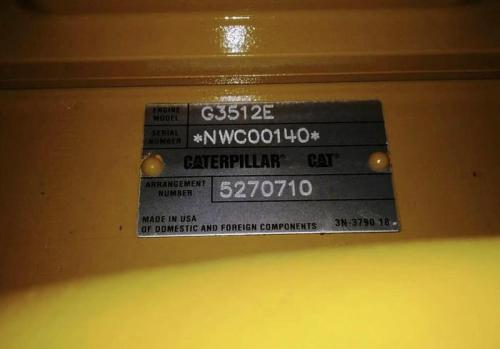 ENGINE MODEL G3512E
SERIAL NUMBER *NWC00140*
CATERPILLAR® CAT®
ARRANGEMENT NUMBER 5270710
MADE IN USA
OF DOMESTIC AND FOREIGN COMPONENTS 3N-3790 18